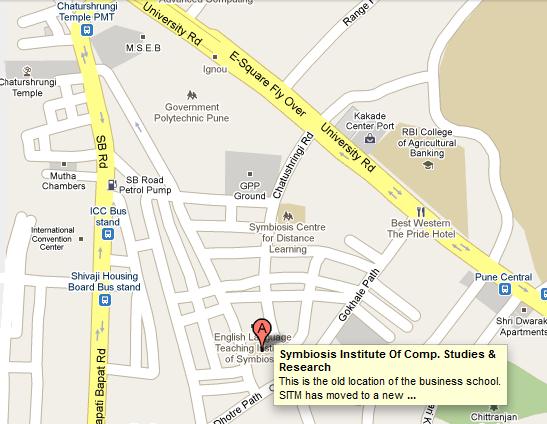 Chaturshrungi
Temple PMT
University Rd
Advanced Computing
Range
M.S.E.B
E-Square Fly Over
Ignou
Chaturshrungi
Temple
Government
Polytechnic Pune
University Rd
Kakade
Center Port
RBI College
of Agricultural
Banking
SB Rd
Chatushringi Rd
Mutha
Chambers
SB Road
Petrol Pump
GPP
Ground
ICC Bus
stand
Symbiosis Centre
for Distance
Learning
Best Western
The Pride Hotel
International
Convention
Center
Shivaji Housing
Board Bus stand
Gokhale Path
Pune Central
Shri Dwarak
Apartments
English Language
Teaching Insti
of Symbios
A
Symbiosis Institute Of Comp. Studies &
Research
This is the old location of the business school.
SITM has moved to a new ...
apati Bapat Rd
Dhotre Path
Chittranjan